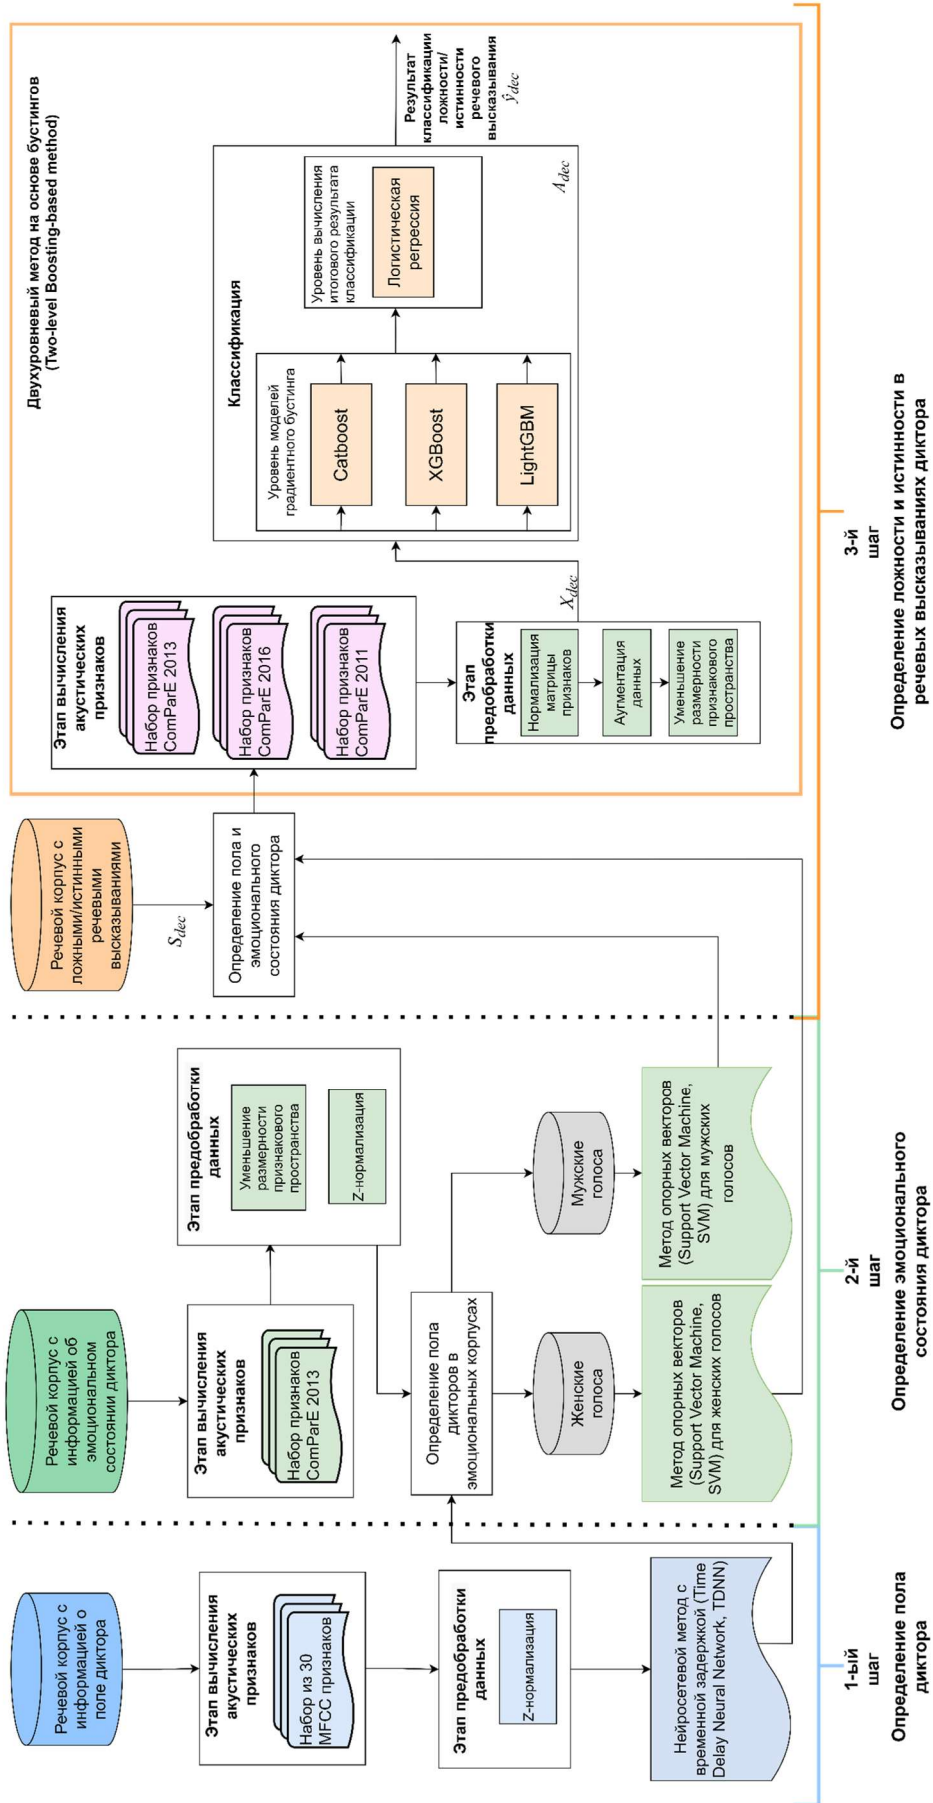 Речевой корпус с
информацией о
поле диктора
Этап вычисления
акустических
признаков
Набор из 30
MFCC признаков
Этап предобработки
данных
Z-нормализация
Нейросетевой метод с
временной задержкой (Time
Delay Neural Network, TDNN)
1-ый
шаг
Определение пола
диктора
Речевой корпус с
информацией об
эмоциональном
состоянии диктора
Этап вычисления
акустических
признаков
Набор признаков
ComParE 2013
Этап предобработки
данных
Уменьшение
размерности
признакового
пространства
Z-нормализация
Определение пола
дикторов в
эмоциональных корпусах
Женские
голоса
Мужские
голоса
Метод опорных векторов
(Support Vector Machine,
SVM) для женских голосов
Метод опорных векторов
(Support Vector Machine,
SVM) для мужских
голосов
2-й
шаг
Определение эмоционального
состояния диктора
Речевой корпус с
ложными/истинными
речевыми
высказываниями
S_dec
Определение пола и
эмоционального
состояния диктора
Двухуровневый метод на основе бустингов
(Two-level Boosting-based method)
Этап вычисления
акустических
признаков
Набор признаков
ComParE 2013
Набор признаков
ComParE 2016
Набор признаков
ComParE 2011
Этап
предобработки
данных
Нормализация
матрицы
признаков
Аугментация
данных
Уменьшение
размерности
признакового
пространства
X_dec
Классификация
Уровень моделей
градиентного бустинга
Catboost
XGBoost
LightGBM
Уровень вычисления
итогового результата
классификации
Логистическая
регрессия
Λ_dec
Результат
классификации
ложности/
истинности
речевого
высказывания
ŷ_dec
3-й
шаг
Определение ложности и истинности в
речевых высказываниях диктора